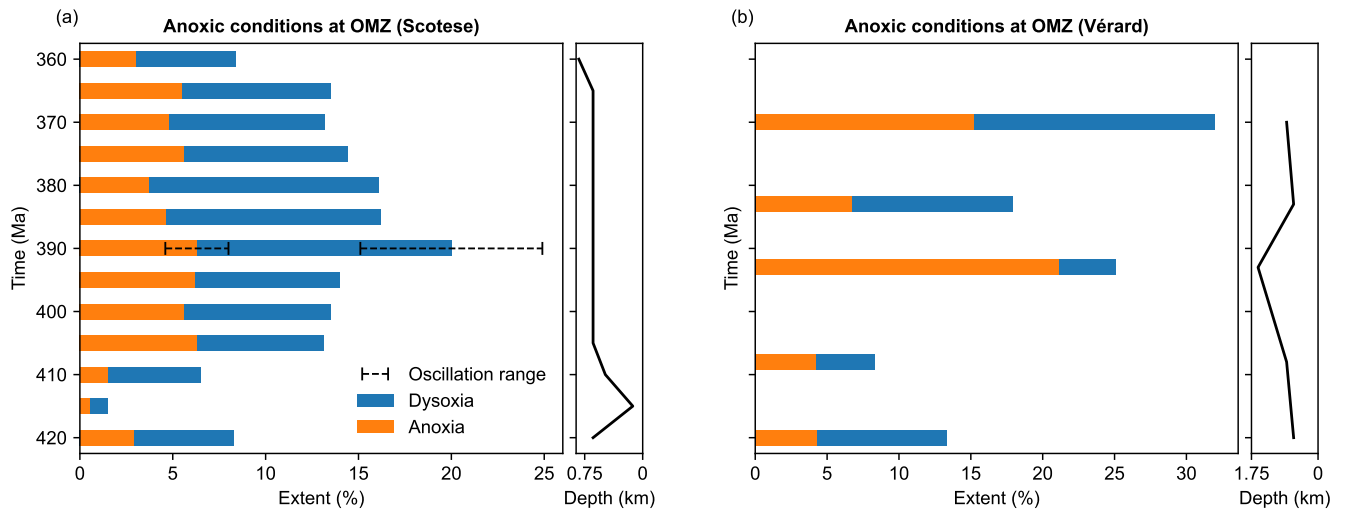 (a)
Anoxic conditions at OMZ (Scotese)
Time (Ma)
360
370
380
390
400
410
420
Oscillation range
Dysoxia
Anoxia
0 5 10 15 20 25
Extent (%)
0.75 0
Depth (km)
(b)
Anoxic conditions at OMZ (Vérard)
Time (Ma)
0 5 10 15 20 25 30
Extent (%)
1.75 0
Depth (km)